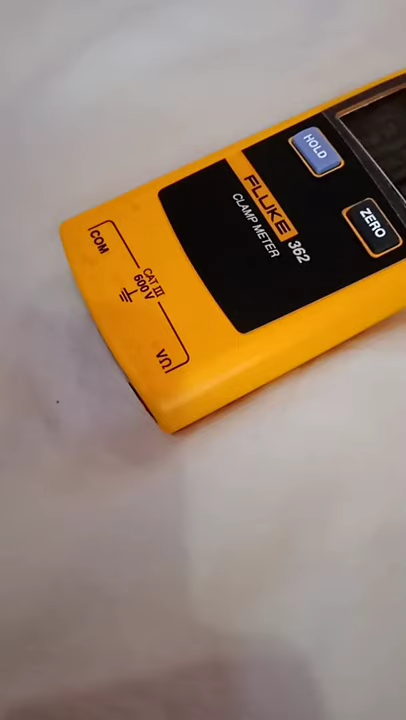 HOLD
ZERO
FLUKE 362
CLAMP METER
COM
CAT III
600 V
VΩ